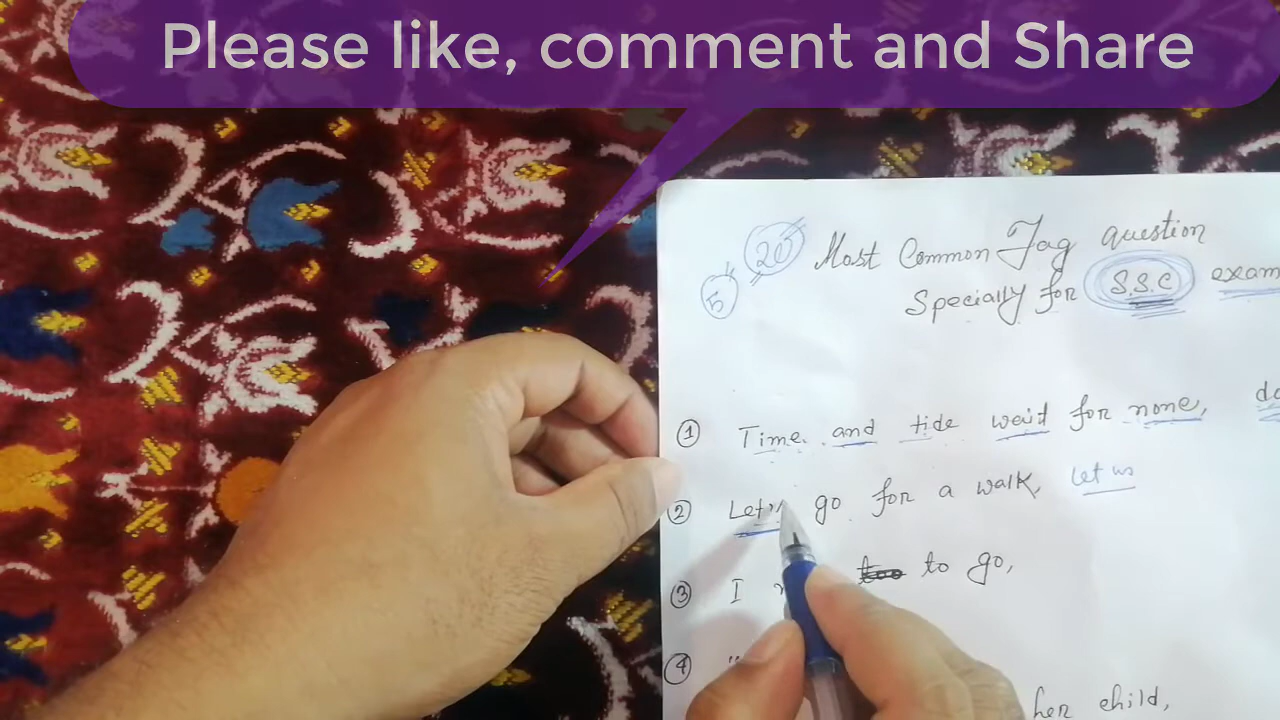 Please like, comment and Share
20 Most Common Tag question
5 Specially for S.S.C exam
1 Time and tide wait for none, do
2 Let's go for a walk, Let us
3 I to go,
4
her child,